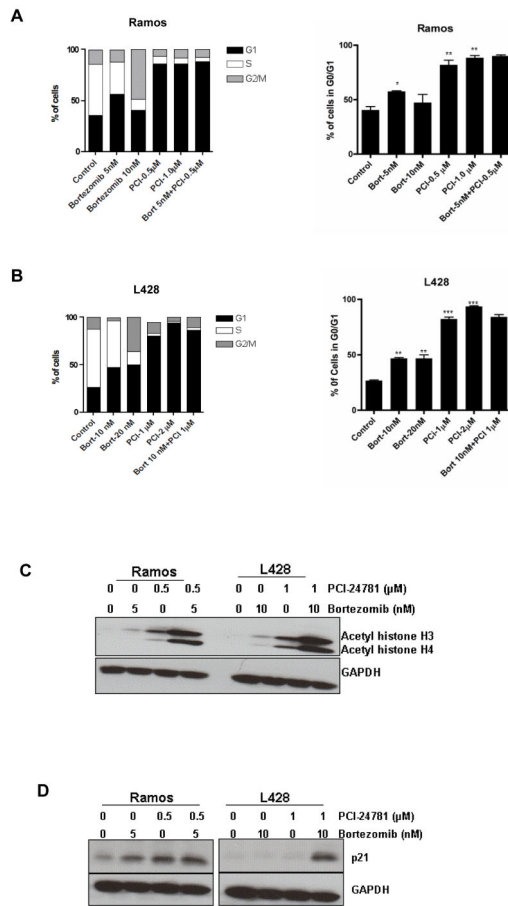 A
Ramos
% of cells
100
50
0
G1
S
G2/M
Control
Bortezomib 5nM
Bortezomib 10nM
PCI-0.5µM
PCI-1.0µM
Bort 5nM+PCI-0.5µM
Ramos
% of cells in G0/G1
100
50
0
*
**
**
Control
Bort-5nM
Bort-10nM
PCI-0.5 µM
PCI-1.0 µM
Bort-5nM+PCI-0.5µM
B
L428
% of cells
100
75
50
25
0
G1
S
G2/M
Control
Bort-10 nM
Bort-20 nM
PCI-1 µM
PCI-2 µM
Bort 10 nM+PCI 1µM
L428
% 0f Cells in G0/G1
100
50
0
**
**
***
***
Control
Bort-10nM
Bort-20nM
PCi-1µM
PCI-2µM
Bort 10nM+PCI 1µM
C
Ramos L428
0 0 0.5 0.5 0 0 1 1 PCI-24781 (µM)
0 5 0 5 0 10 0 10 Bortezomib (nM)
Acetyl histone H3
Acetyl histone H4
GAPDH
D
Ramos L428
0 0 0.5 0.5 0 0 1 1 PCI-24781 (µM)
0 5 0 5 0 10 0 10 Bortezomib (nM)
p21
GAPDH